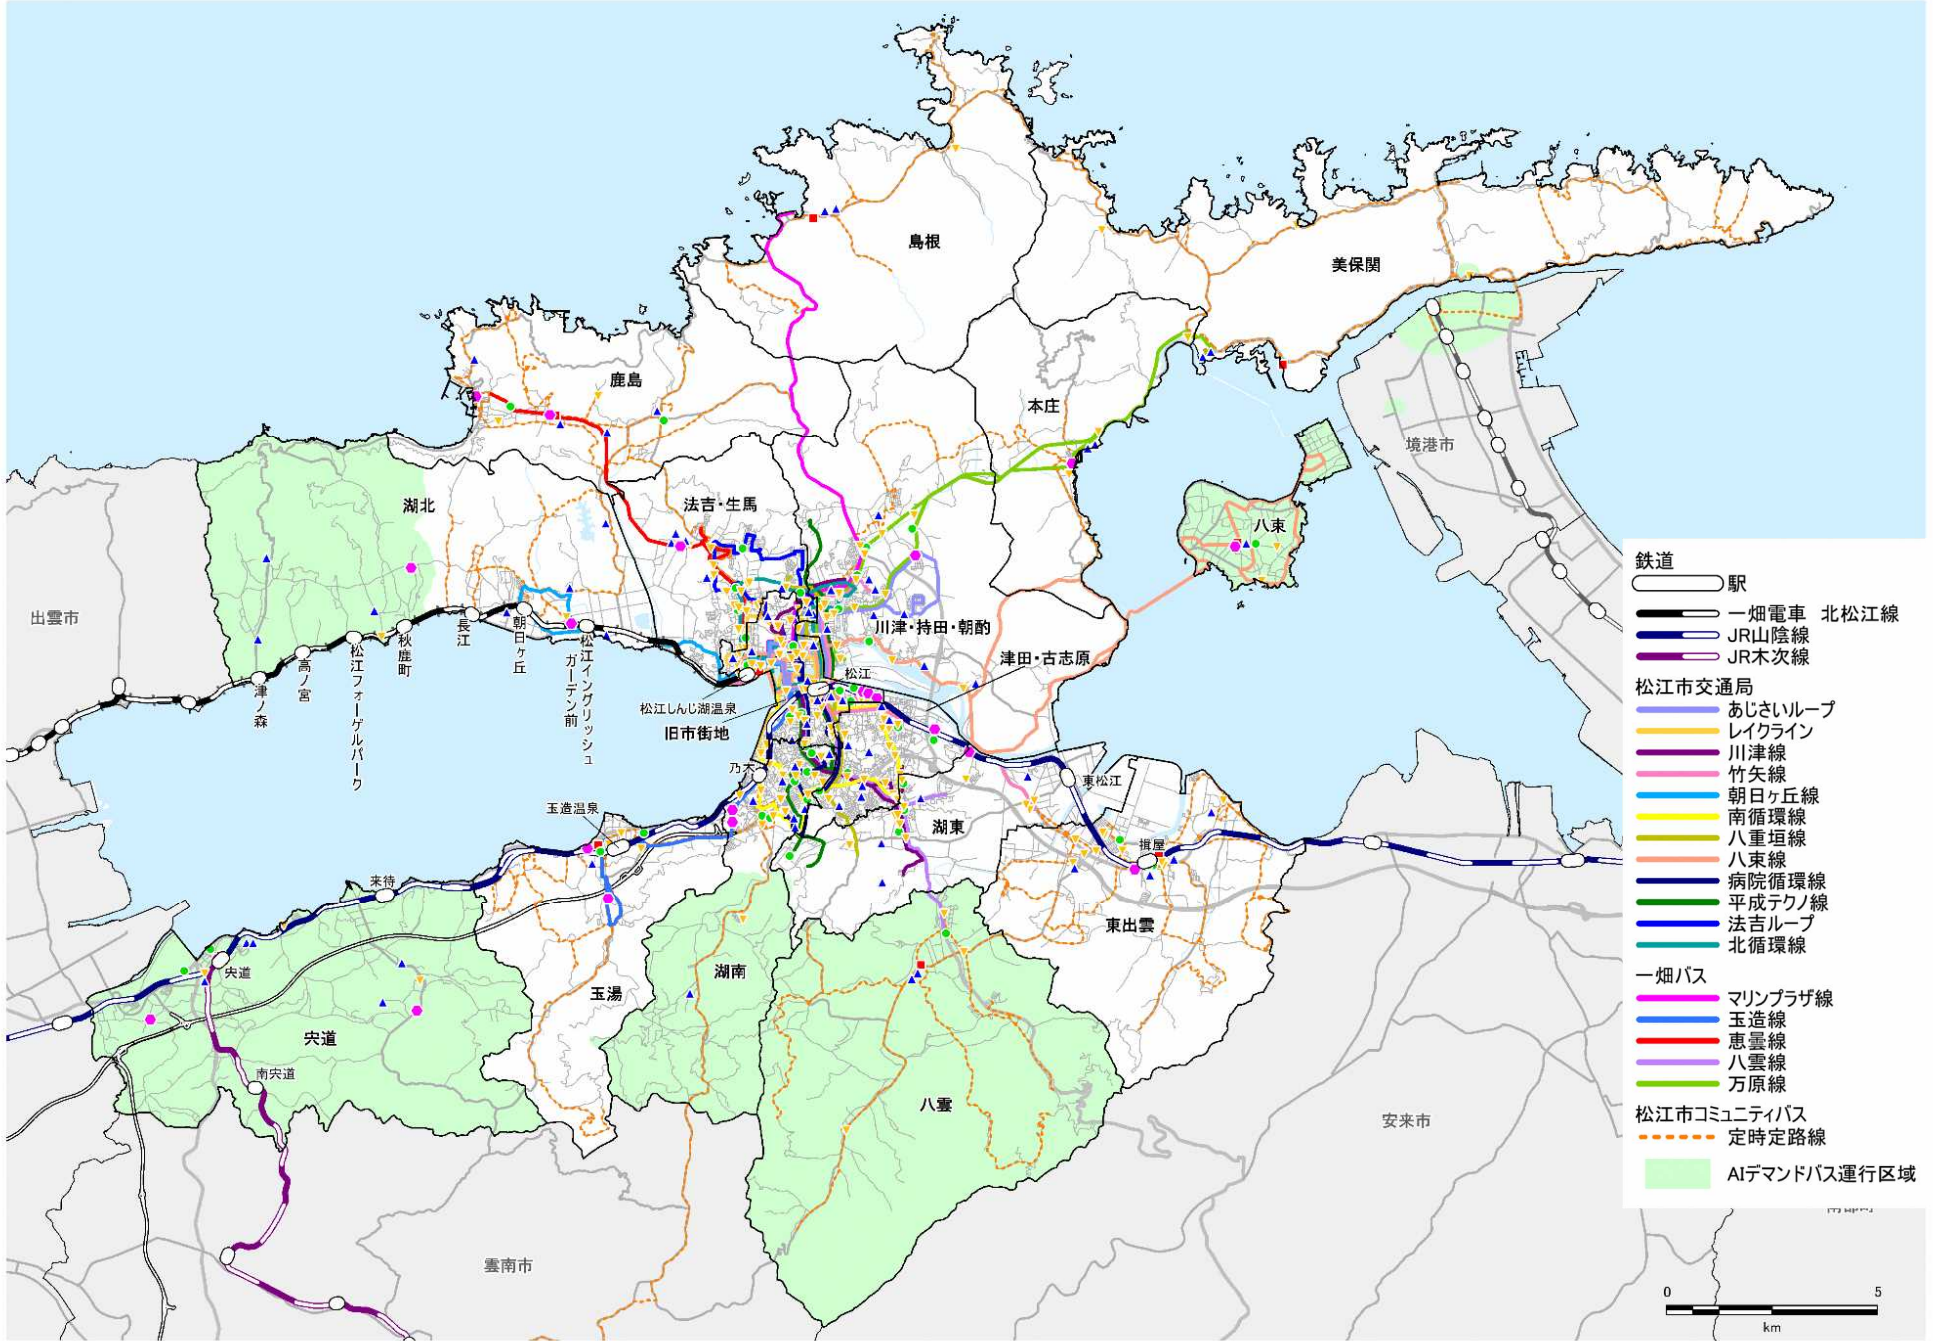 島根
美保関
鹿島
本庄
境港市
湖北
法吉・生馬
八束
出雲市
川津・持田・朝酌
津田・古志原
長江
朝日ヶ丘
松江イングリッシュ
ガーデン前
秋鹿町
松江フォーゲルパーク
高ノ宮
津ノ森
松江
松江しんじ湖温泉
旧市街地
乃木
東松江
玉造温泉
湖東
揖屋
来待
東出雲
宍道
湖南
玉湯
宍道
南宍道
八雲
安来市
雲南市
鉄道
駅
一畑電車 北松江線
JR山陰線
JR木次線
松江市交通局
あじさいループ
レイクライン
川津線
竹矢線
朝日ヶ丘線
南循環線
八重垣線
八束線
病院循環線
平成テクノ線
法吉ループ
北循環線
一畑バス
マリンプラザ線
玉造線
恵曇線
八雲線
万原線
松江市コミュニティバス
定時定路線
AIデマンドバス運行区域
0 5
km